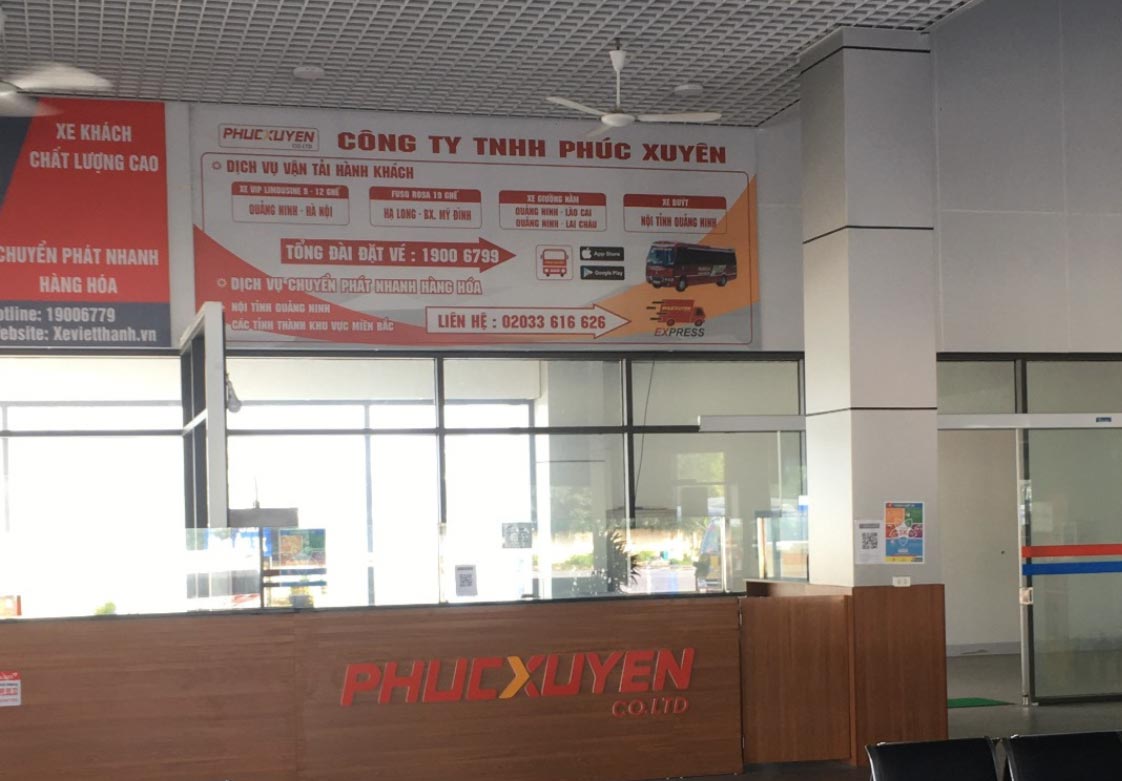 XE KHÁCH
CHẤT LƯỢNG CAO
CHUYỂN PHÁT NHANH
HÀNG HÓA
otline: 19006779
ebsite: Xevietthanh.vn
PHUCXUYEN
CO.LTD
CÔNG TY TNHH PHÚC XUYÊN
DỊCH VỤ VẬN TẢI HÀNH KHÁCH
XE VIP LIMOUSINE 9 - 12 GHẾ
QUẢNG NINH - HÀ NỘI
FUSO ROSA 19 GHẾ
HẠ LONG - BX. MỸ ĐÌNH
XE GIƯỜNG NẰM
QUẢNG NINH - LÀO CAI
QUẢNG NINH - LAI CHÂU
XE BUÝT
NỘI TỈNH QUẢNG NINH
TỔNG ĐÀI ĐẶT VÉ : 1900 6799
App Store
Google Play
DỊCH VỤ CHUYỂN PHÁT NHANH HÀNG HÓA
NỘI TỈNH QUẢNG NINH
CÁC TỈNH THÀNH KHU VỰC MIỀN BẮC
LIÊN HỆ : 02033 616 626
EXPRESS
PHUCXUYEN
CO.LTD